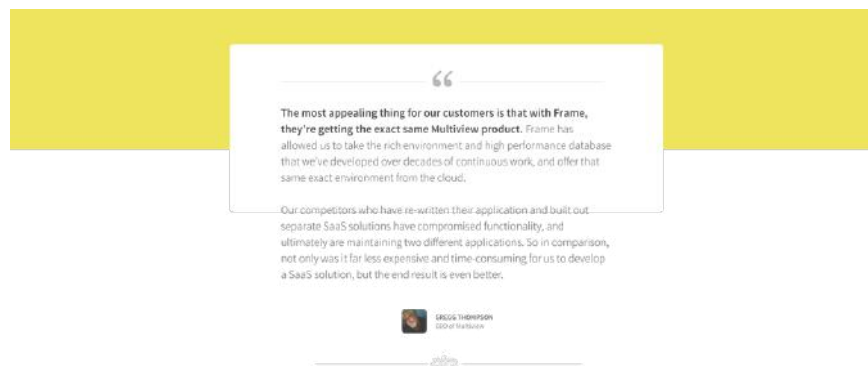 “
The most appealing thing for our customers is that with Frame,
they're getting the exact same Multiview product. Frame has
allowed us to take the rich environment and high performance database
that we've developed over decades of continuous work, and offer that
same exact environment from the cloud.
Our competitors who have re-written their application and built out
separate SaaS solutions have compromised functionality, and
ultimately are maintaining two different applications. So in comparison,
not only was it far less expensive and time-consuming for us to develop
a SaaS solution, but the end result is even better.
GREGG THOMPSON
CEO of Multiview